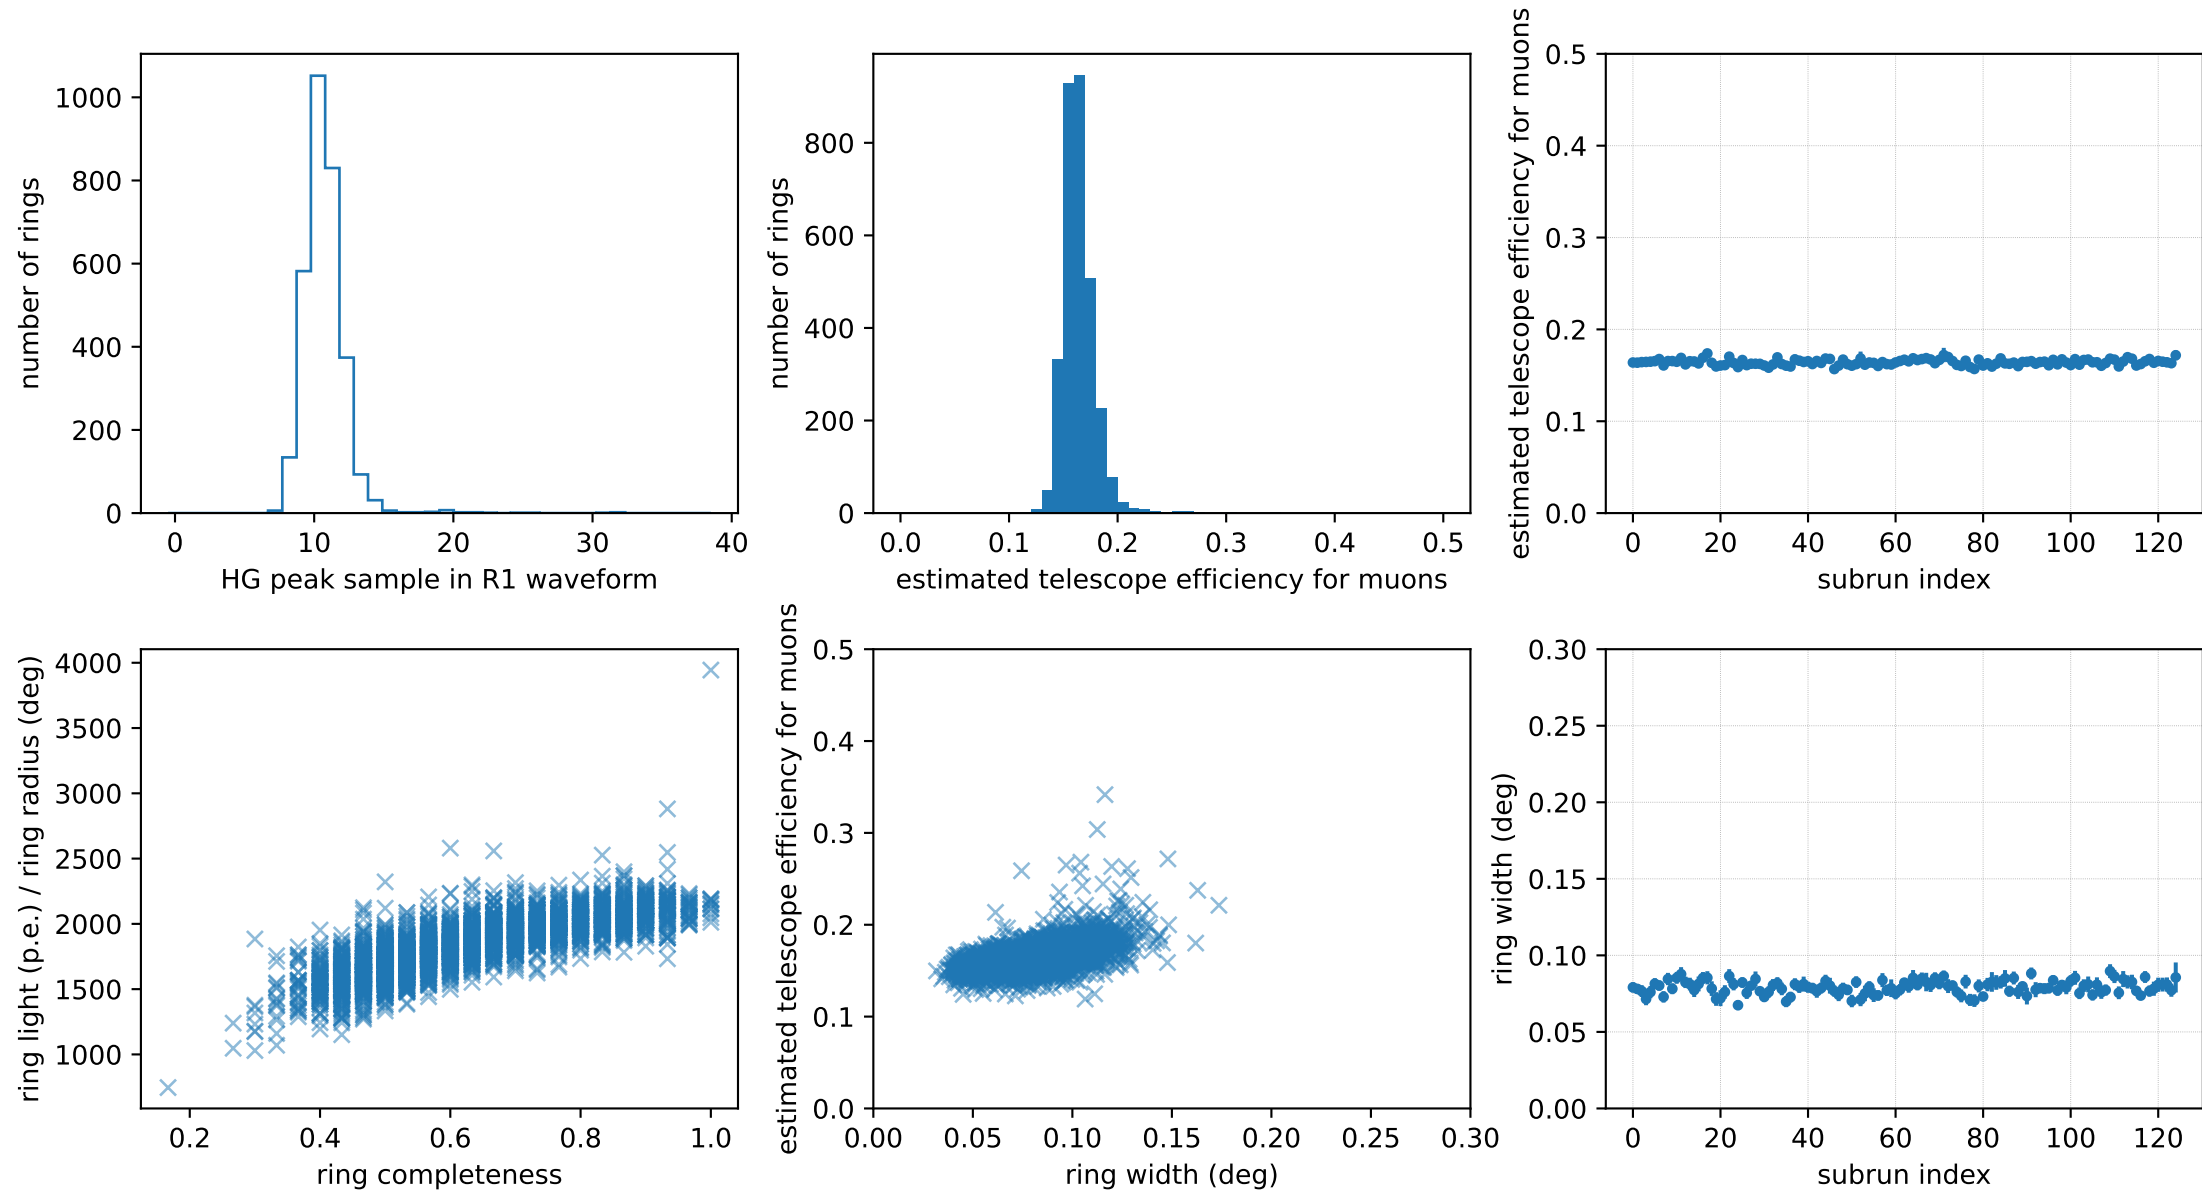 number of rings
1000
800
600
400
200
0
0 10 20 30 40
HG peak sample in R1 waveform
number of rings
800
600
400
200
0
0.0 0.1 0.2 0.3 0.4 0.5
estimated telescope efficiency for muons
estimated telescope efficiency for muons
0.5
0.4
0.3
0.2
0.1
0.0
0 20 40 60 80 100 120
subrun index
ring light (p.e.) / ring radius (deg)
4000
3500
3000
2500
2000
1500
1000
0.2 0.4 0.6 0.8 1.0
ring completeness
estimated telescope efficiency for muons
0.5
0.4
0.3
0.2
0.1
0.0
0.00 0.05 0.10 0.15 0.20 0.25 0.30
ring width (deg)
ring width (deg)
0.30
0.25
0.20
0.15
0.10
0.05
0.00
0 20 40 60 80 100 120
subrun index